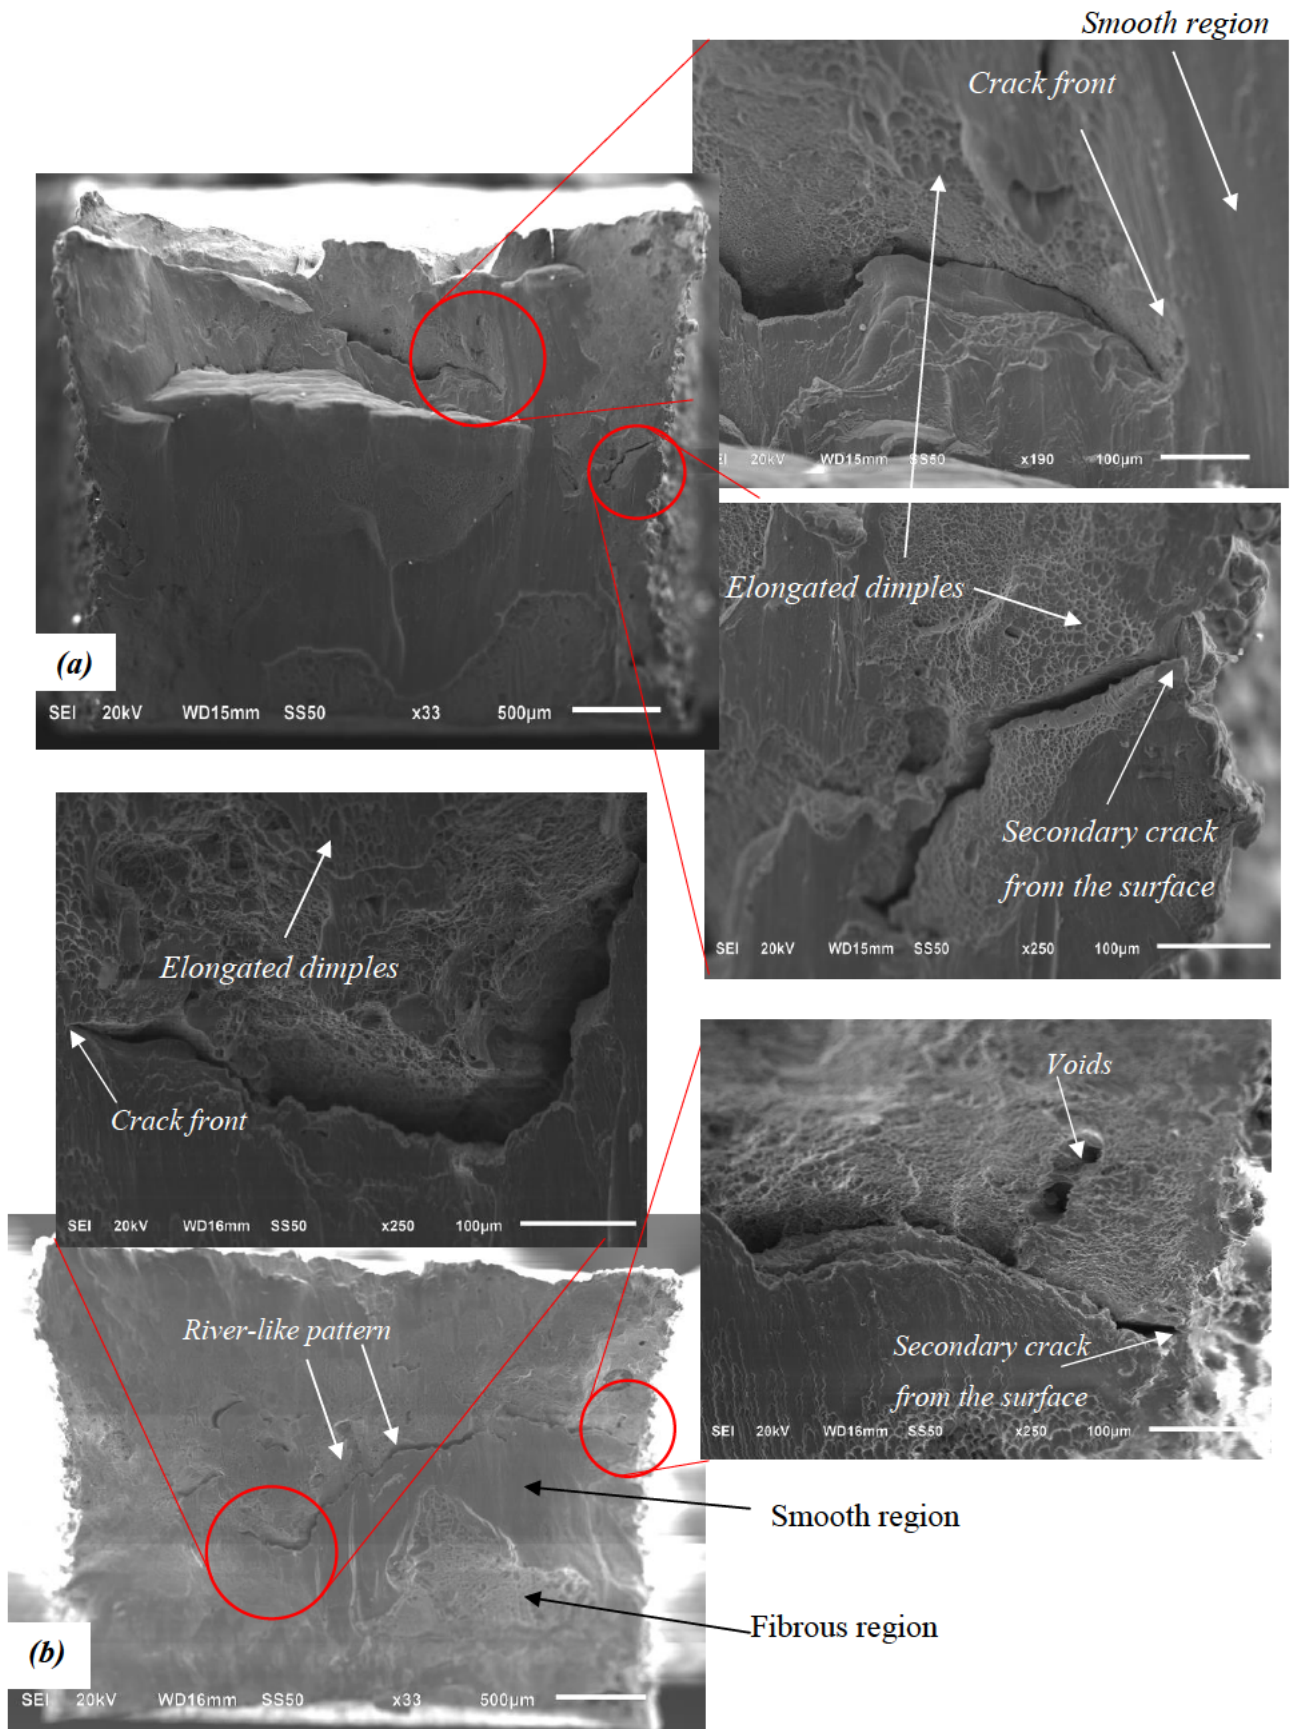 Smooth region
Crack front
EI 20kV WD15mm SS50 x190 100µm
Elongated dimples
Secondary crack
from the surface
SEI 20kV WD15mm SS50 x250 100µm
(a)
SEI 20kV WD15mm SS50 x33 500µm
Elongated dimples
Crack front
SEI 20kV WD16mm SS50 x250 100µm
Voids
Secondary crack
from the surface
SEI 20kV WD16mm SS50 x250 100µm
River-like pattern
Smooth region
Fibrous region
(b)
SEI 20kV WD16mm SS50 x33 500µm